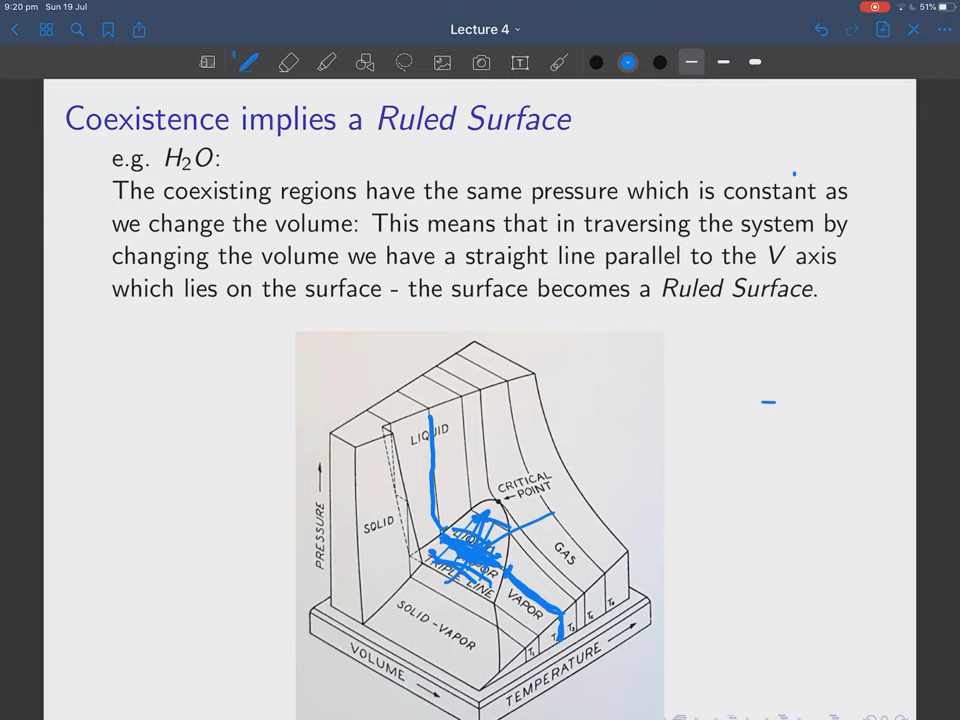 9:20 pm Sun 19 Jul
51%
Lecture 4
T
Coexistence implies a Ruled Surface
e.g. H2O:
The coexisting regions have the same pressure which is constant as
we change the volume: This means that in traversing the system by
changing the volume we have a straight line parallel to the V axis
which lies on the surface - the surface becomes a Ruled Surface.
LIQUID
CRITICAL
POINT
PRESSURE
SOLID
GAS
TRIPLE LINE
VAPOR
SOLID-VAPOR
VOLUME
TEMPERATURE
T1